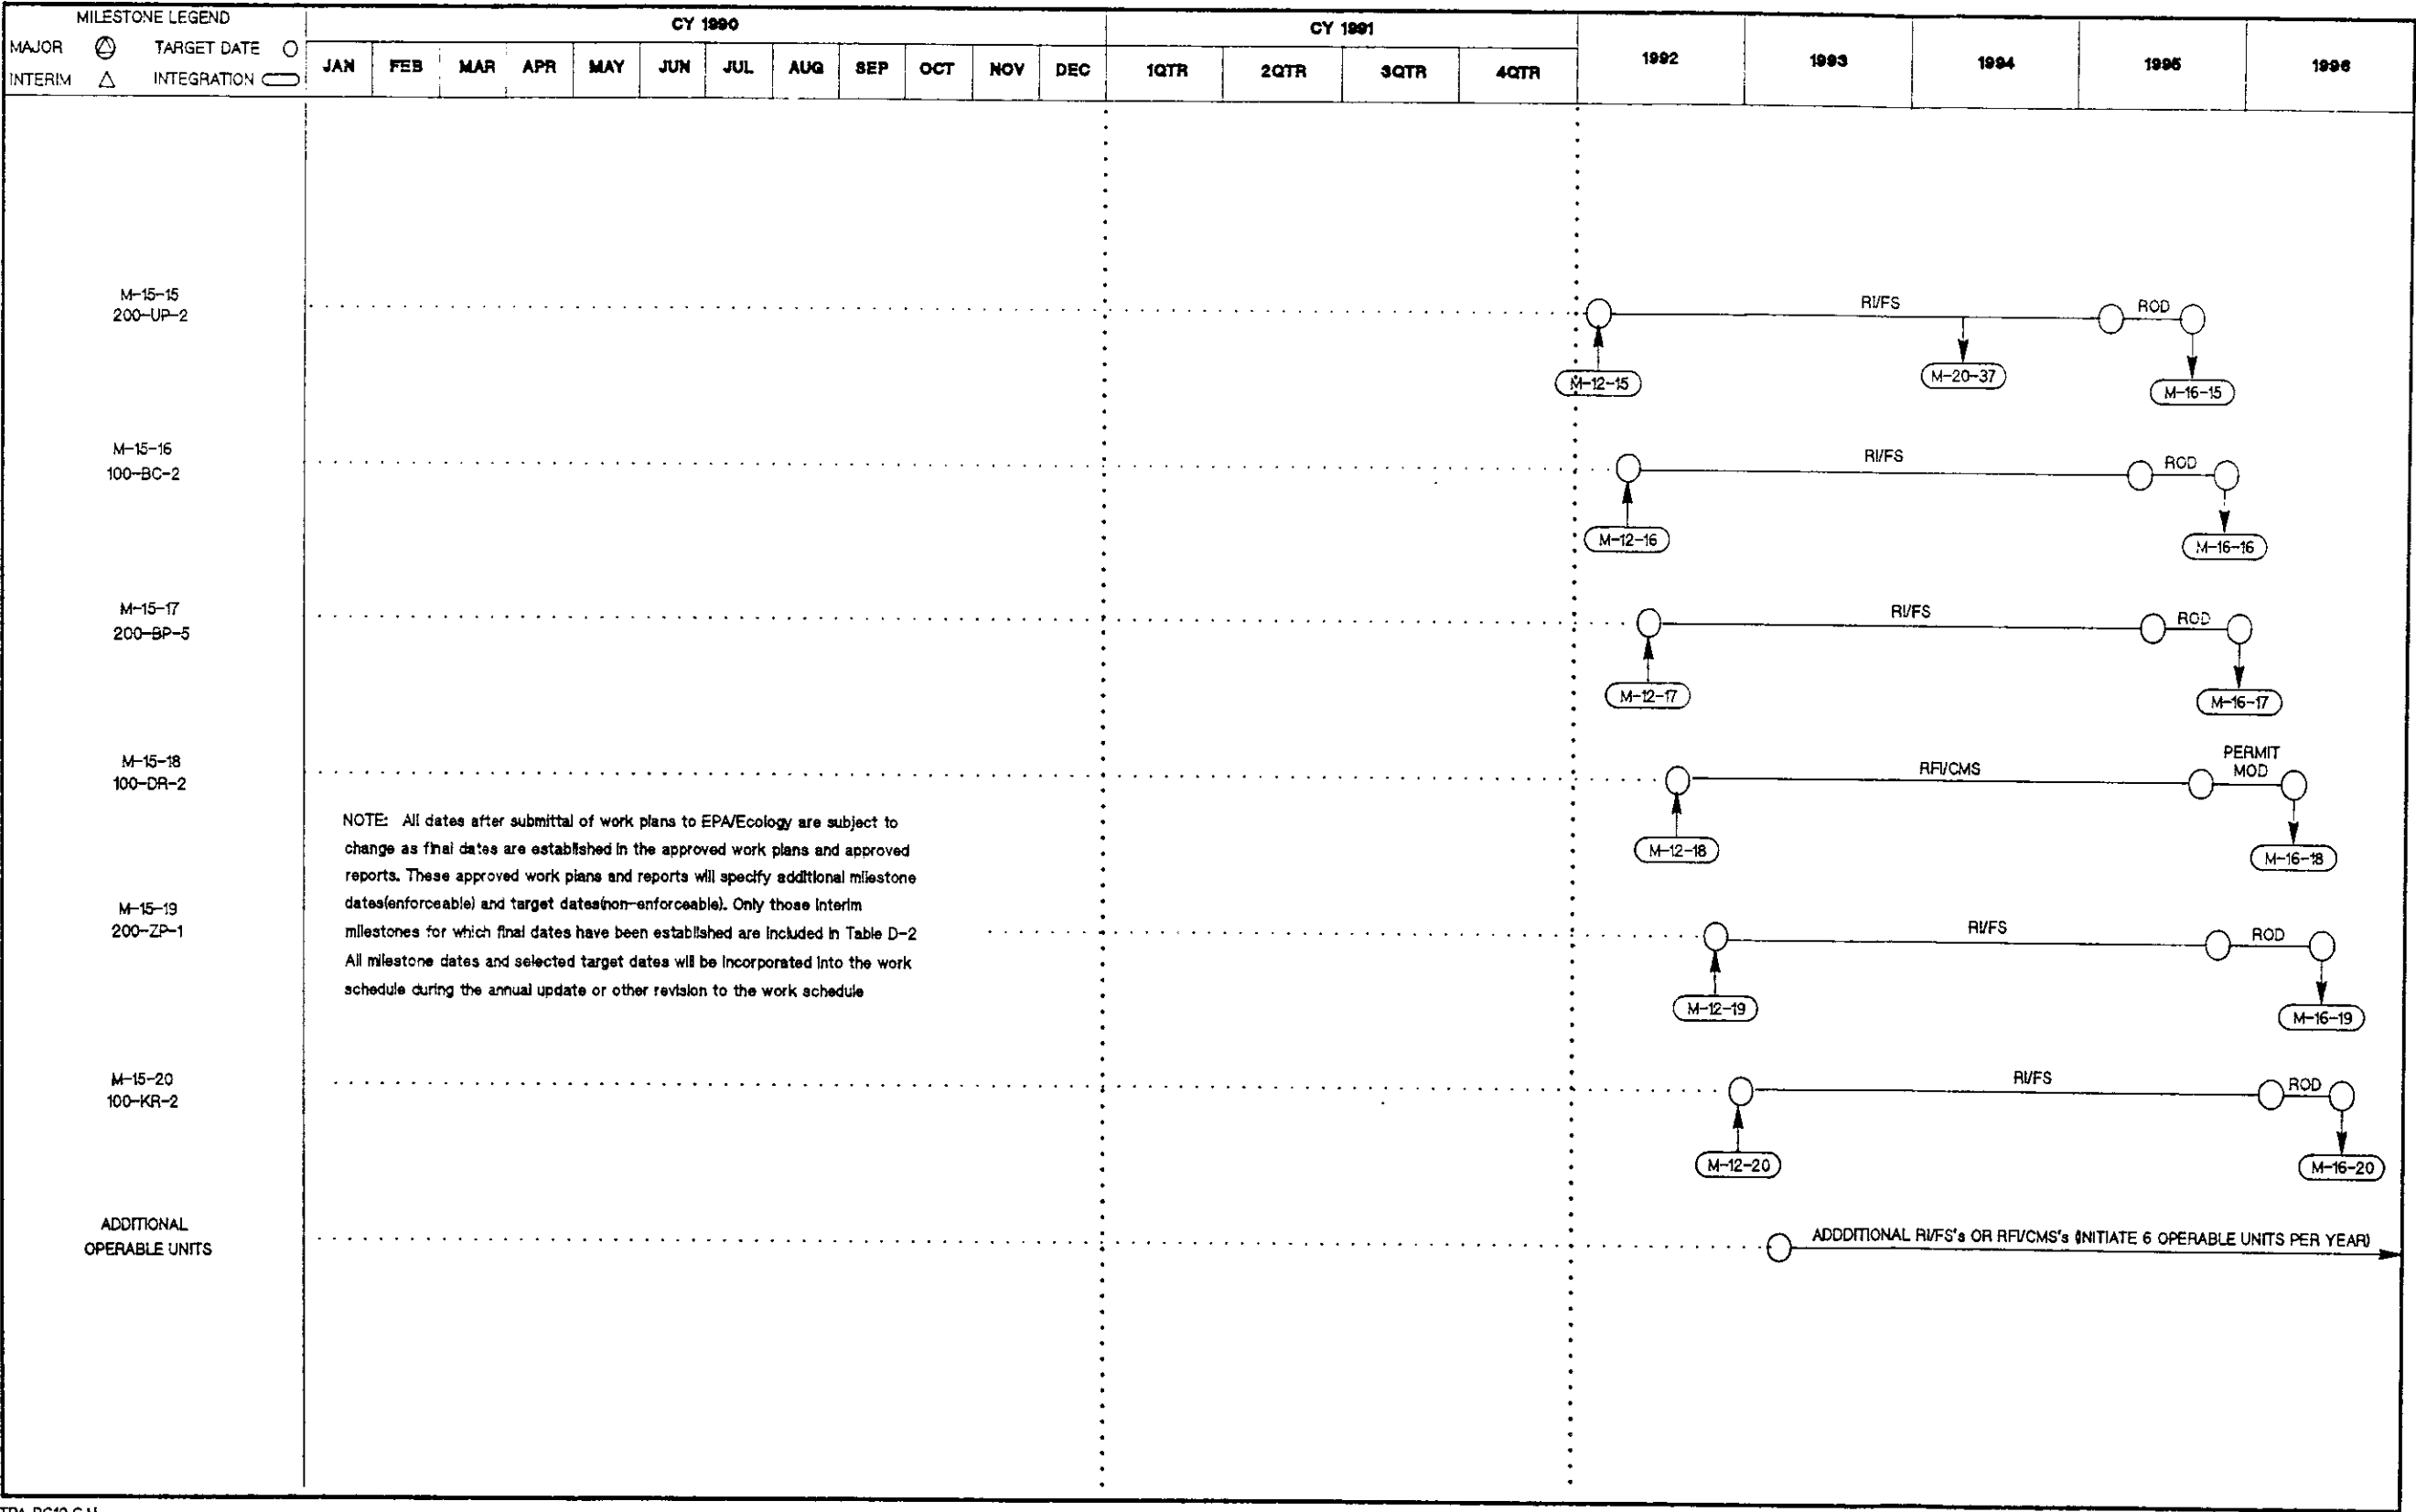 MILESTONE LEGEND
MAJOR TARGET DATE
INTERIM INTEGRATION
CY 1990
JAN FEB MAR APR MAY JUN JUL AUG SEP OCT NOV DEC
CY 1991
1QTR 2QTR 3QTR 4QTR
1992 1993 1994 1995 1996
M-15-15
200-UP-2
RI/FS
ROD
M-12-15
M-20-37
M-16-15
M-15-16
100-BC-2
RI/FS
ROD
M-12-16
M-16-16
M-15-17
200-BP-5
RI/FS
ROD
M-12-17
M-16-17
M-15-18
100-DR-2
RFI/CMS
PERMIT
MOD
M-12-18
M-16-18
NOTE: All dates after submittal of work plans to EPA/Ecology are subject to
change as final dates are established in the approved work plans and approved
reports. These approved work plans and reports will specify additional milestone
dates(enforceable) and target dates(non-enforceable). Only those interim
milestones for which final dates have been established are included in Table D-2
All milestone dates and selected target dates will be incorporated into the work
schedule during the annual update or other revision to the work schedule
M-15-19
200-ZP-1
RI/FS
ROD
M-12-19
M-16-19
M-15-20
100-KR-2
RI/FS
ROD
M-12-20
M-16-20
ADDITIONAL
OPERABLE UNITS
ADDDITIONAL RI/FS's OR RFI/CMS's (INITIATE 6 OPERABLE UNITS PER YEAR)